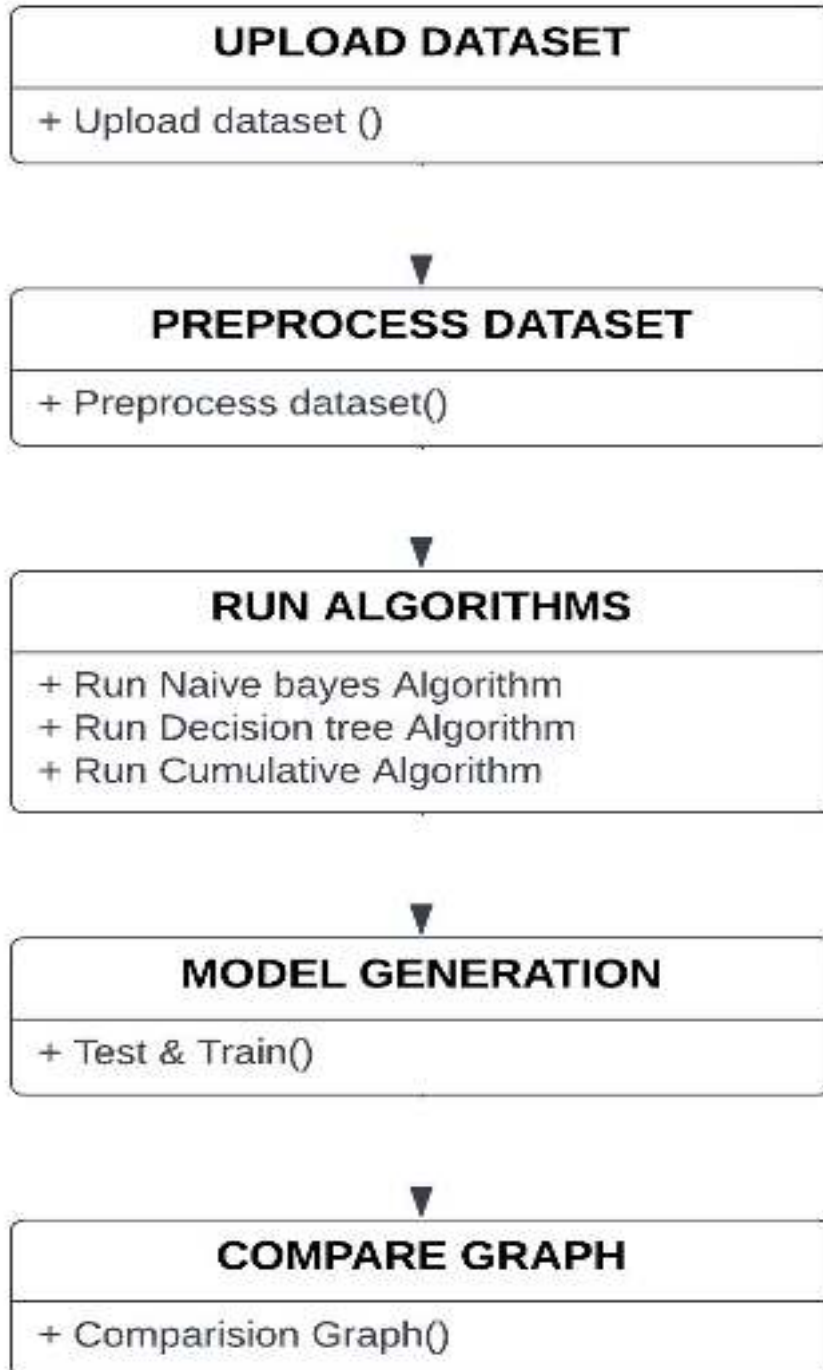 UPLOAD DATASET
+ Upload dataset ()
PREPROCESS DATASET
+ Preprocess dataset()
RUN ALGORITHMS
+ Run Naive bayes Algorithm
+ Run Decision tree Algorithm
+ Run Cumulative Algorithm
MODEL GENERATION
+ Test & Train()
COMPARE GRAPH
+ Comparision Graph()